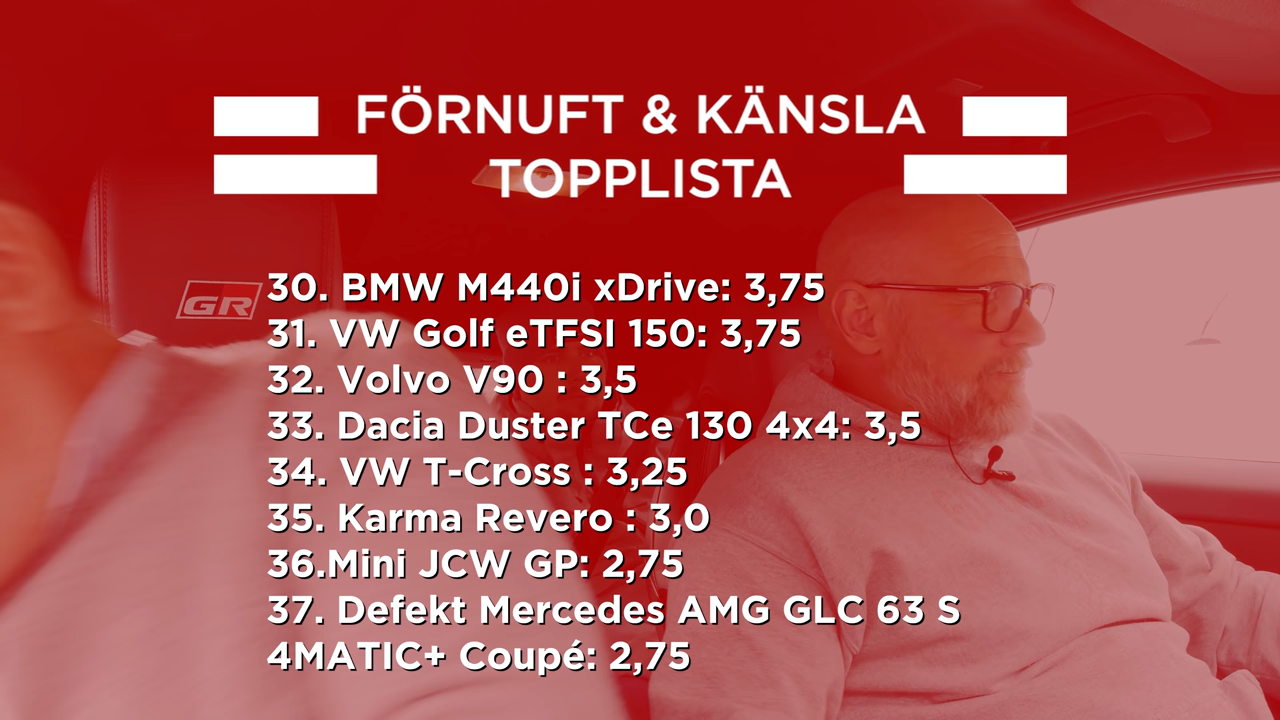 FÖRNUFT & KÄNSLA
TOPPLISTA
GR
30. BMW M440i xDrive: 3,75
31. VW Golf eTFSI 150: 3,75
32. Volvo V90 : 3,5
33. Dacia Duster TCe 130 4x4: 3,5
34. VW T-Cross : 3,25
35. Karma Revero : 3,0
36.Mini JCW GP: 2,75
37. Defekt Mercedes AMG GLC 63 S
4MATIC+ Coupé: 2,75